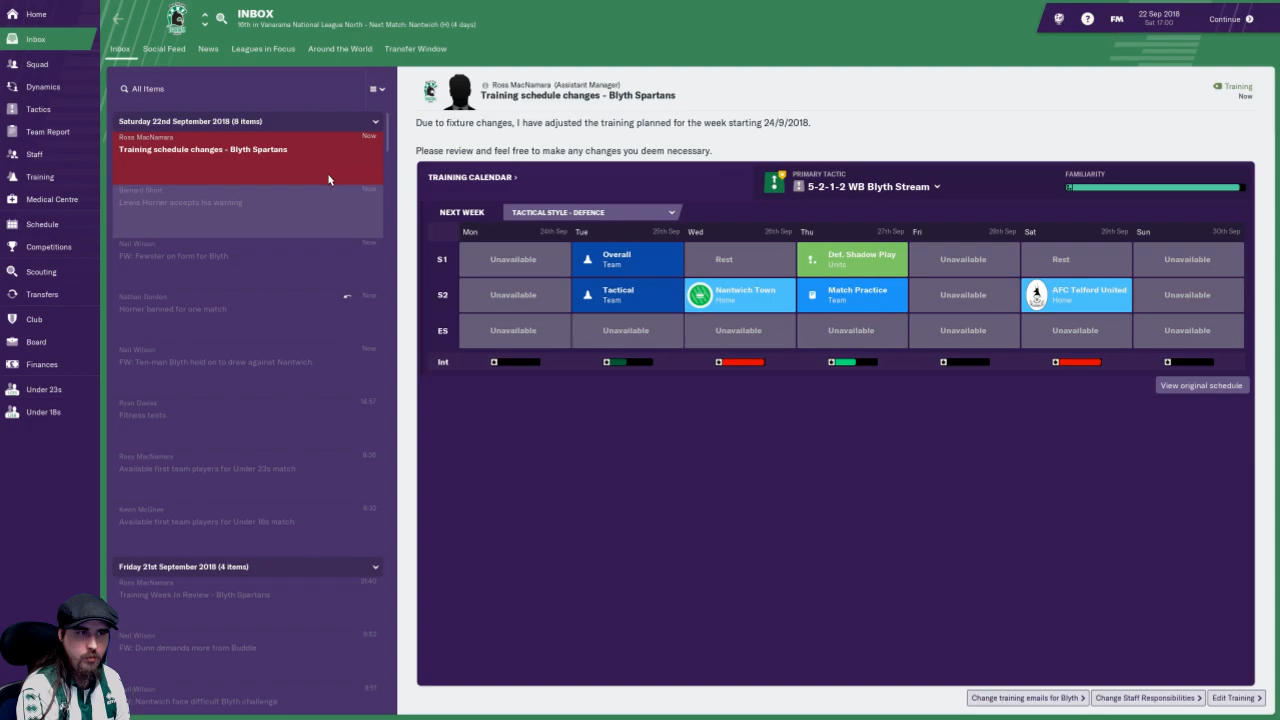 Home
Inbox
Squad
Dynamics
Tactics
Team Report
Staff
Training
Medical Centre
Schedule
Competitions
Scouting
Transfers
Club
Board
Finances
Under 23s
Under 18s
INBOX
16th in Vanarama National League North - Next Match: Nantwich (H) (4 days)
FM
22 Sep 2018
Sat 17:00
Continue
Inbox
Social Feed
News
Leagues in Focus
Around the World
Transfer Window
All Items
Saturday 22nd September 2018 (8 items)
Ross MacNamara
Now
Training schedule changes - Blyth Spartans
Bernard Short
Now
Lewis Horner accepts his warning
Neil Wilson
Now
FW: Fewster on form for Blyth
Nathan Dordon
Now
Horner banned for one match
Neil Wilson
Now
FW: Ten-man Blyth hold on to draw against Nantwich
Ryan Davies
16:57
Fitness tests
Ross MacNamara
Available first team players for Under 23s match
Kevin McGhee
Available first team players for Under 18s match
Friday 21st September 2018 (4 items)
Ross MacNamara
21:40
Training Week In Review - Blyth Spartans
Neil Wilson
FW: Dunn demands more from Buddle
Wilson
Nantwich face difficult Blyth challenge
Ross MacNamara (Assistant Manager)
Training schedule changes - Blyth Spartans
Training
Now
Due to fixture changes, I have adjusted the training planned for the week starting 24/9/2018.
Please review and feel free to make any changes you deem necessary.
TRAINING CALENDAR >
PRIMARY TACTIC
5-2-1-2 WB Blyth Stream
FAMILIARITY
NEXT WEEK
TACTICAL STYLE - DEFENCE
Mon 24th Sep Tue 25th Sep Wed 26th Sep Thu 27th Sep Fri 28th Sep Sat 29th Sep Sun 30th Sep
S1 Unavailable Overall Team Rest Def. Shadow Play Units Unavailable Rest Unavailable
S2 Unavailable Tactical Team Nantwich Town Home Match Practice Team Unavailable AFC Telford United Home Unavailable
ES Unavailable Unavailable Unavailable Unavailable Unavailable Unavailable Unavailable
Int
View original schedule
Change training emails for Blyth >
Change Staff Responsibilities >
Edit Training >